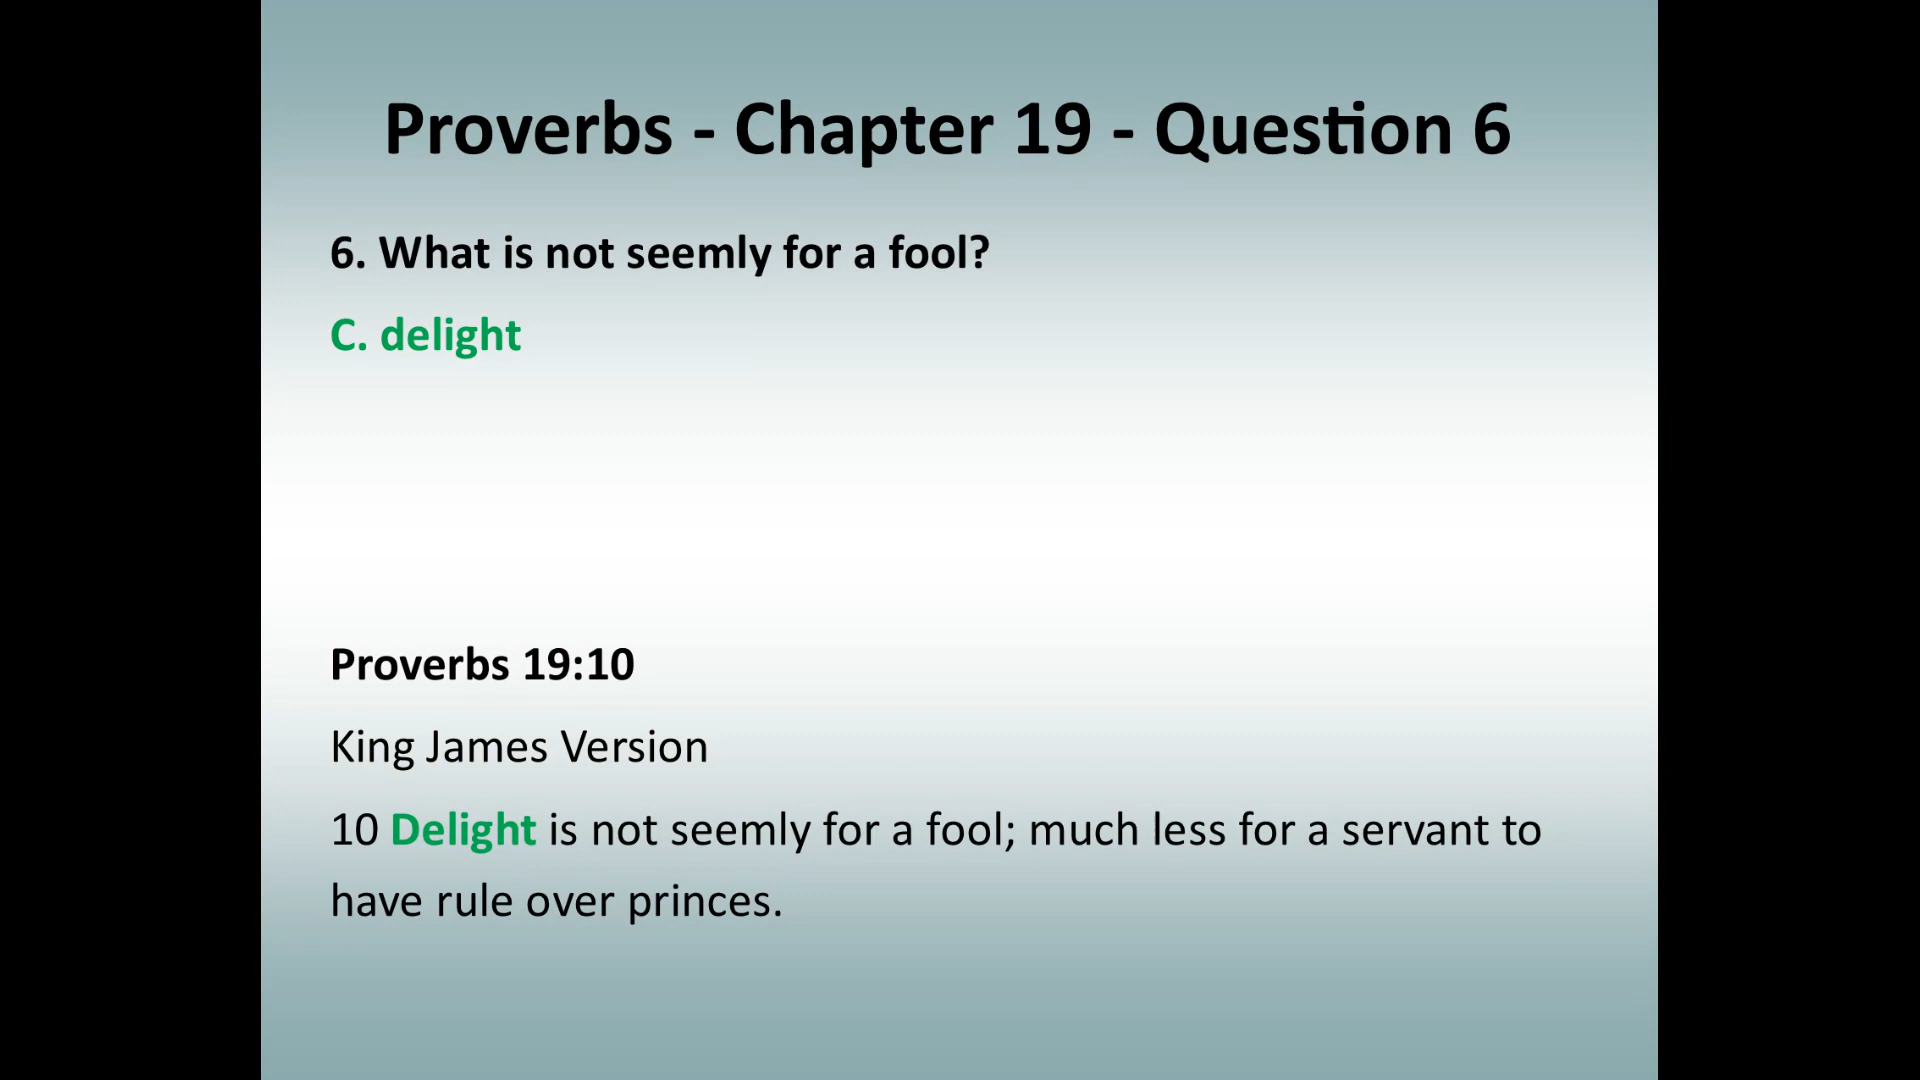 Proverbs - Chapter 19 - Question 6
6. What is not seemly for a fool?
C. delight
Proverbs 19:10
King James Version
10 Delight is not seemly for a fool; much less for a servant to
have rule over princes.